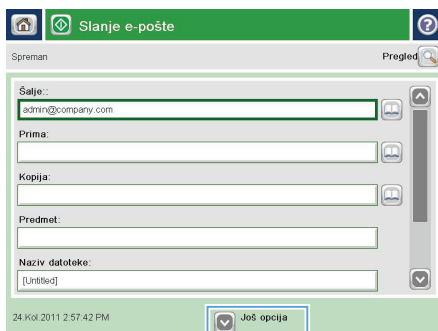 Slanje e-pošte
Spreman Pregled
Šalje::
admin@company.com
Prima:
Kopija:
Predmet:
Naziv datoteke:
[Untitled]
24.Kol.2011 2:57:42 PM Još opcija